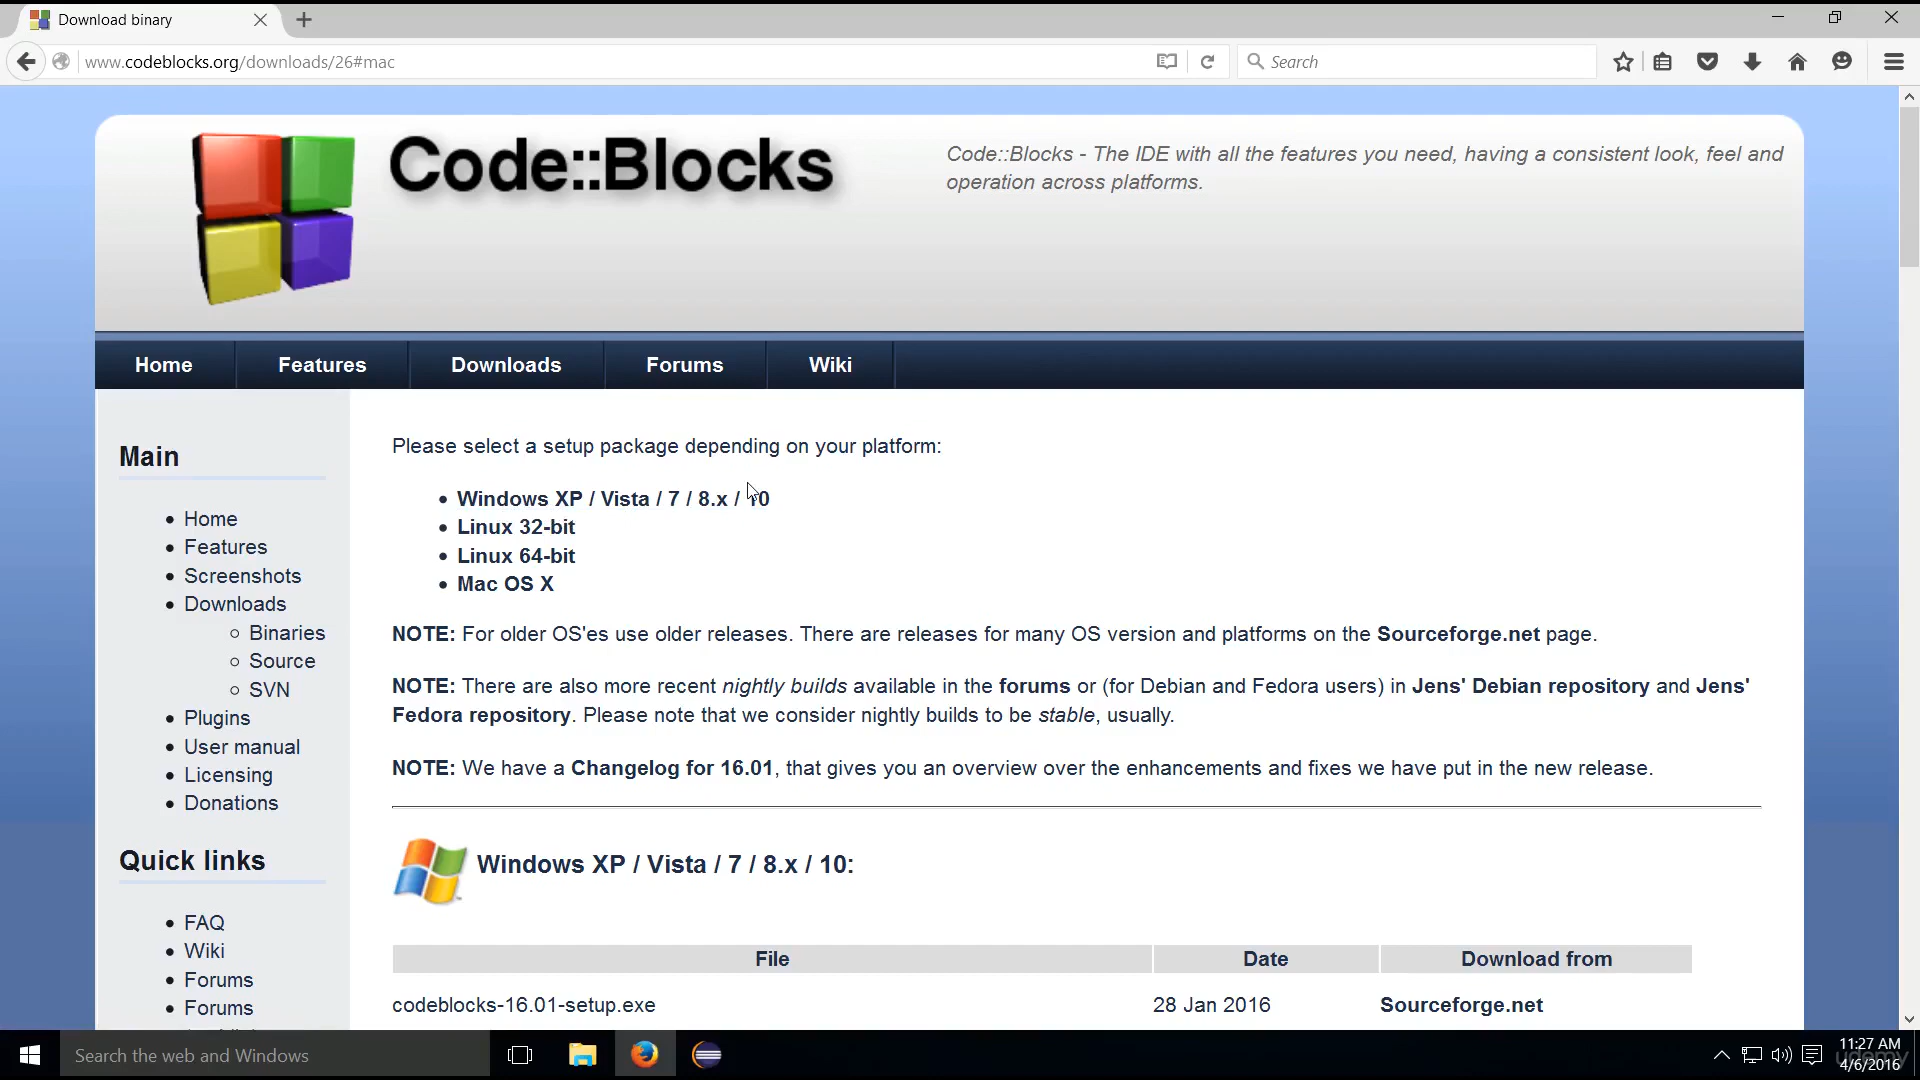 Download binary
www.codeblocks.org/downloads/26#mac
Search
Code::Blocks
Code::Blocks - The IDE with all the features you need, having a consistent look, feel and
operation across platforms.
Home
Features
Downloads
Forums
Wiki
Main
Home
Features
Screenshots
Downloads
Binaries
Source
SVN
Plugins
User manual
Licensing
Donations
Quick links
FAQ
Wiki
Forums
Forums
Please select a setup package depending on your platform:
Windows XP / Vista / 7 / 8.x / 10
Linux 32-bit
Linux 64-bit
Mac OS X
NOTE: For older OS'es use older releases. There are releases for many OS version and platforms on the Sourceforge.net page.
NOTE: There are also more recent nightly builds available in the forums or (for Debian and Fedora users) in Jens' Debian repository and Jens'
Fedora repository. Please note that we consider nightly builds to be stable, usually.
NOTE: We have a Changelog for 16.01, that gives you an overview over the enhancements and fixes we have put in the new release.
Windows XP / Vista / 7 / 8.x / 10:
File Date Download from
codeblocks-16.01-setup.exe 28 Jan 2016 Sourceforge.net
Search the web and Windows
11:27 AM
udemy
4/6/2016